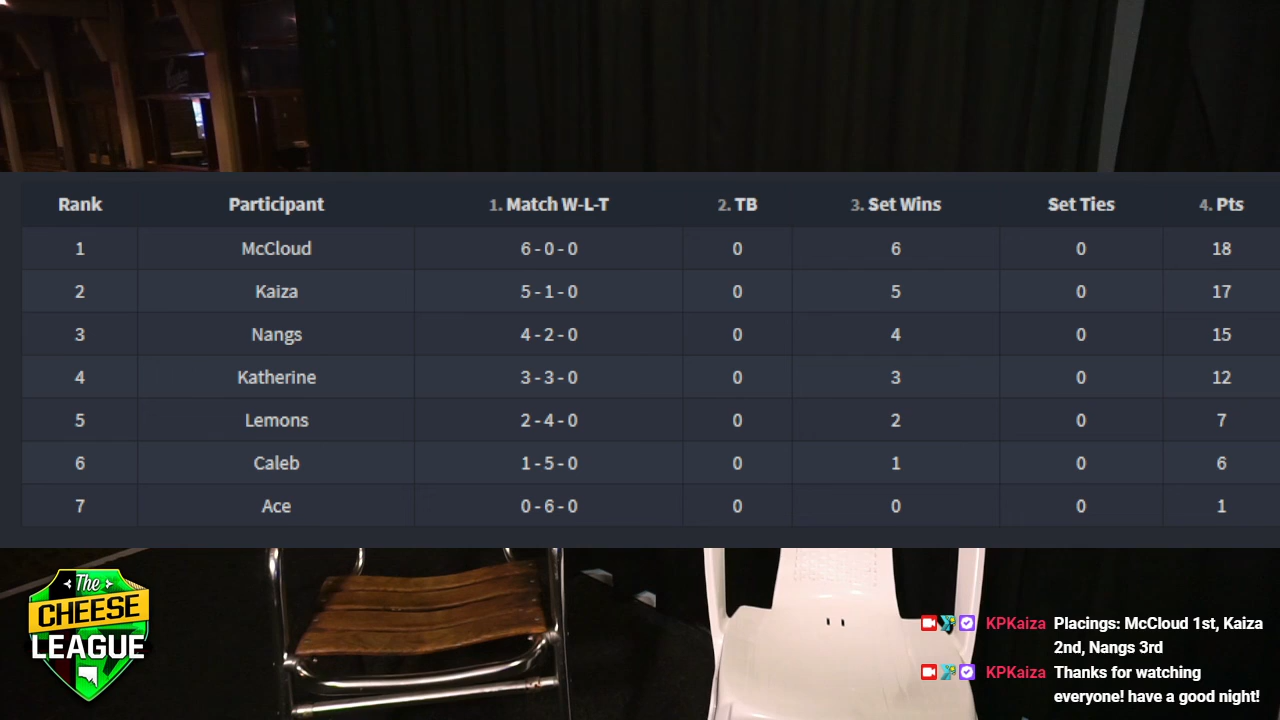 Rank Participant 1. Match W-L-T 2. TB 3. Set Wins Set Ties 4. Pts
1 McCloud 6 - 0 - 0 0 6 0 18
2 Kaiza 5 - 1 - 0 0 5 0 17
3 Nangs 4 - 2 - 0 0 4 0 15
4 Katherine 3 - 3 - 0 0 3 0 12
5 Lemons 2 - 4 - 0 0 2 0 7
6 Caleb 1 - 5 - 0 0 1 0 6
7 Ace 0 - 6 - 0 0 0 0 1
The
CHEESE
LEAGUE
KPKaiza Placings: McCloud 1st, Kaiza
2nd, Nangs 3rd
KPKaiza Thanks for watching
everyone! have a good night!